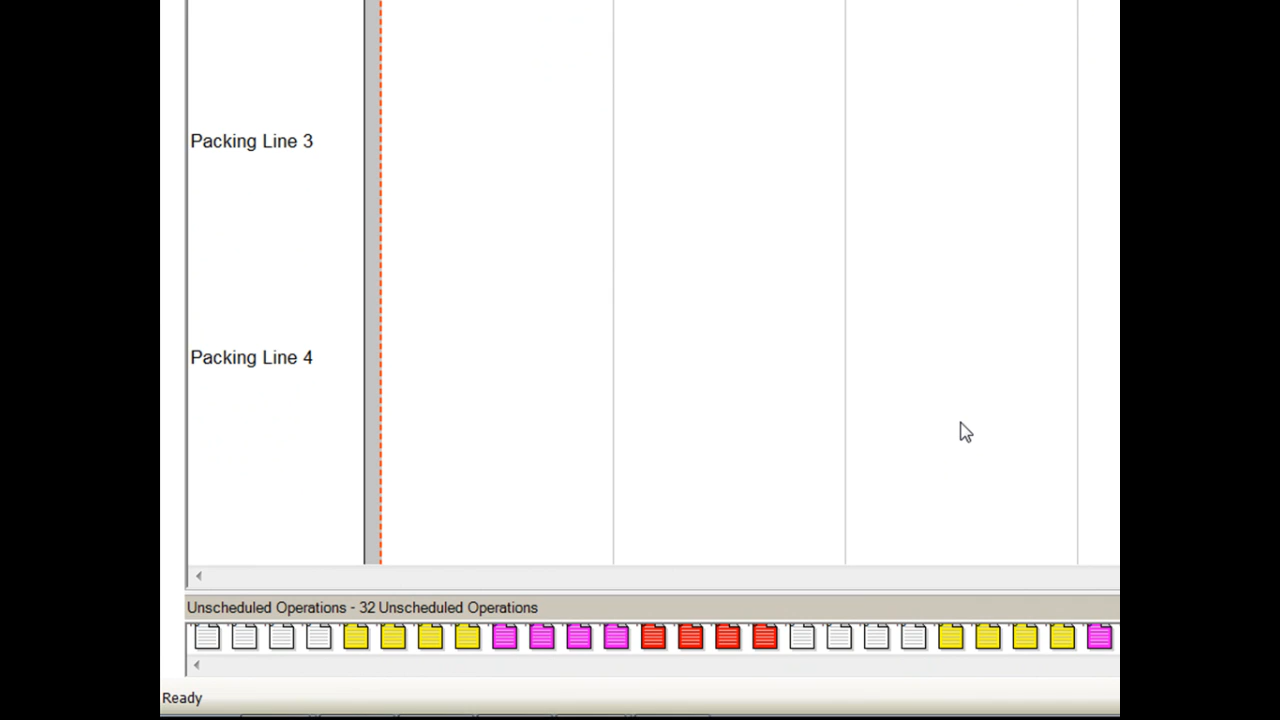 Packing Line 3
Packing Line 4
Unscheduled Operations - 32 Unscheduled Operations
Ready